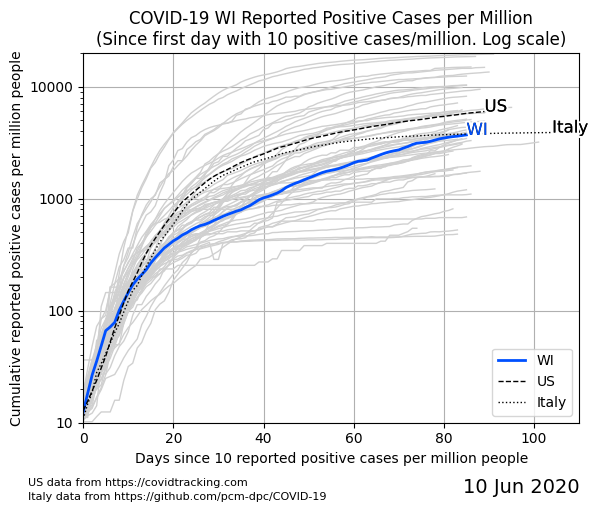 COVID-19 WI Reported Positive Cases per Million
(Since first day with 10 positive cases/million. Log scale)
Cumulative reported positive cases per million people
10000
1000
100
10
US
WI
Italy
WI
US
Italy
0
20
40
60
80
100
Days since 10 reported positive cases per million people
US data from https://covidtracking.com
Italy data from https://github.com/pcm-dpc/COVID-19
10 Jun 2020